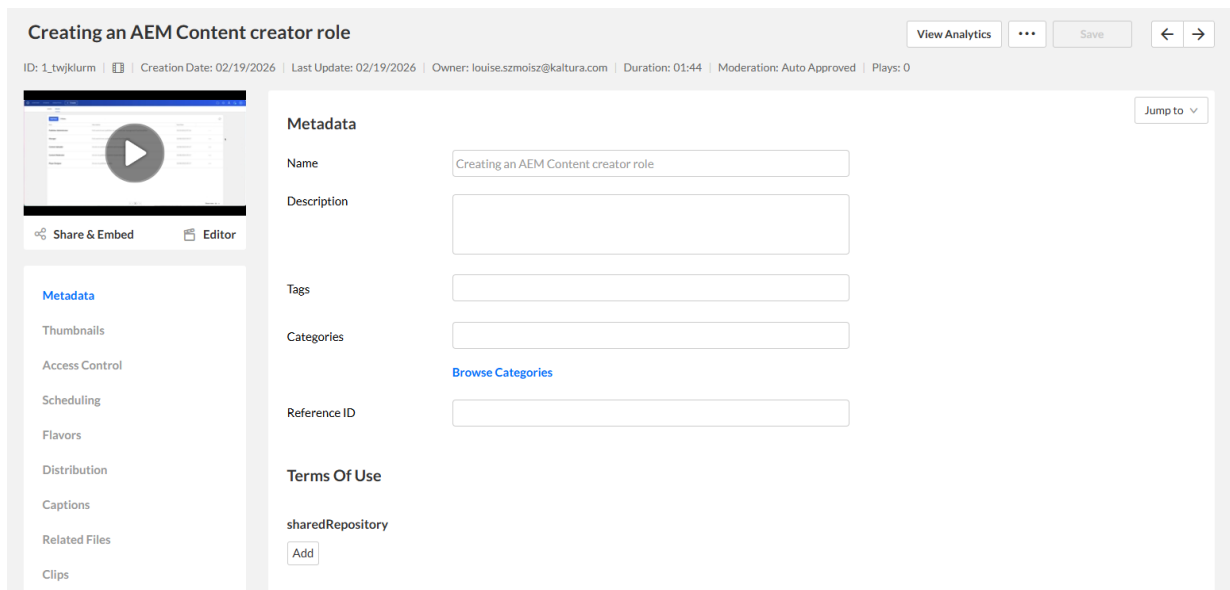 Creating an AEM Content creator role
View Analytics
Save
ID: 1_twjklurm | Creation Date: 02/19/2026 | Last Update: 02/19/2026 | Owner: louise.szmoisz@kaltura.com | Duration: 01:44 | Moderation: Auto Approved | Plays: 0
Jump to
Metadata
Name
Creating an AEM Content creator role
Description
Share & Embed
Editor
Tags
Categories
Browse Categories
Reference ID
Terms Of Use
sharedRepository
Add
Metadata
Thumbnails
Access Control
Scheduling
Flavors
Distribution
Captions
Related Files
Clips